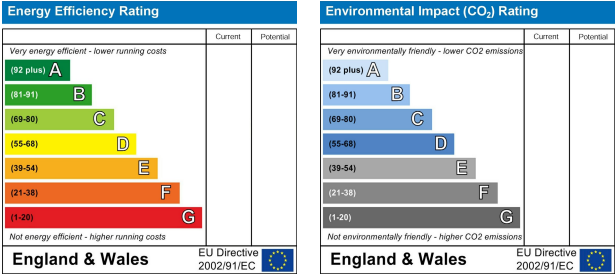 Energy Efficiency Rating
Current Potential
Very energy efficient - lower running costs
(92 plus) A
(81-91) B
(69-80) C
(55-68) D
(39-54) E
(21-38) F
(1-20) G
Not energy efficient - higher running costs
England & Wales
EU Directive
2002/91/EC
Environmental Impact (CO2) Rating
Current Potential
Very environmentally friendly - lower CO2 emissions
(92 plus) A
(81-91) B
(69-80) C
(55-68) D
(39-54) E
(21-38) F
(1-20) G
Not environmentally friendly - higher CO2 emissions
England & Wales
EU Directive
2002/91/EC